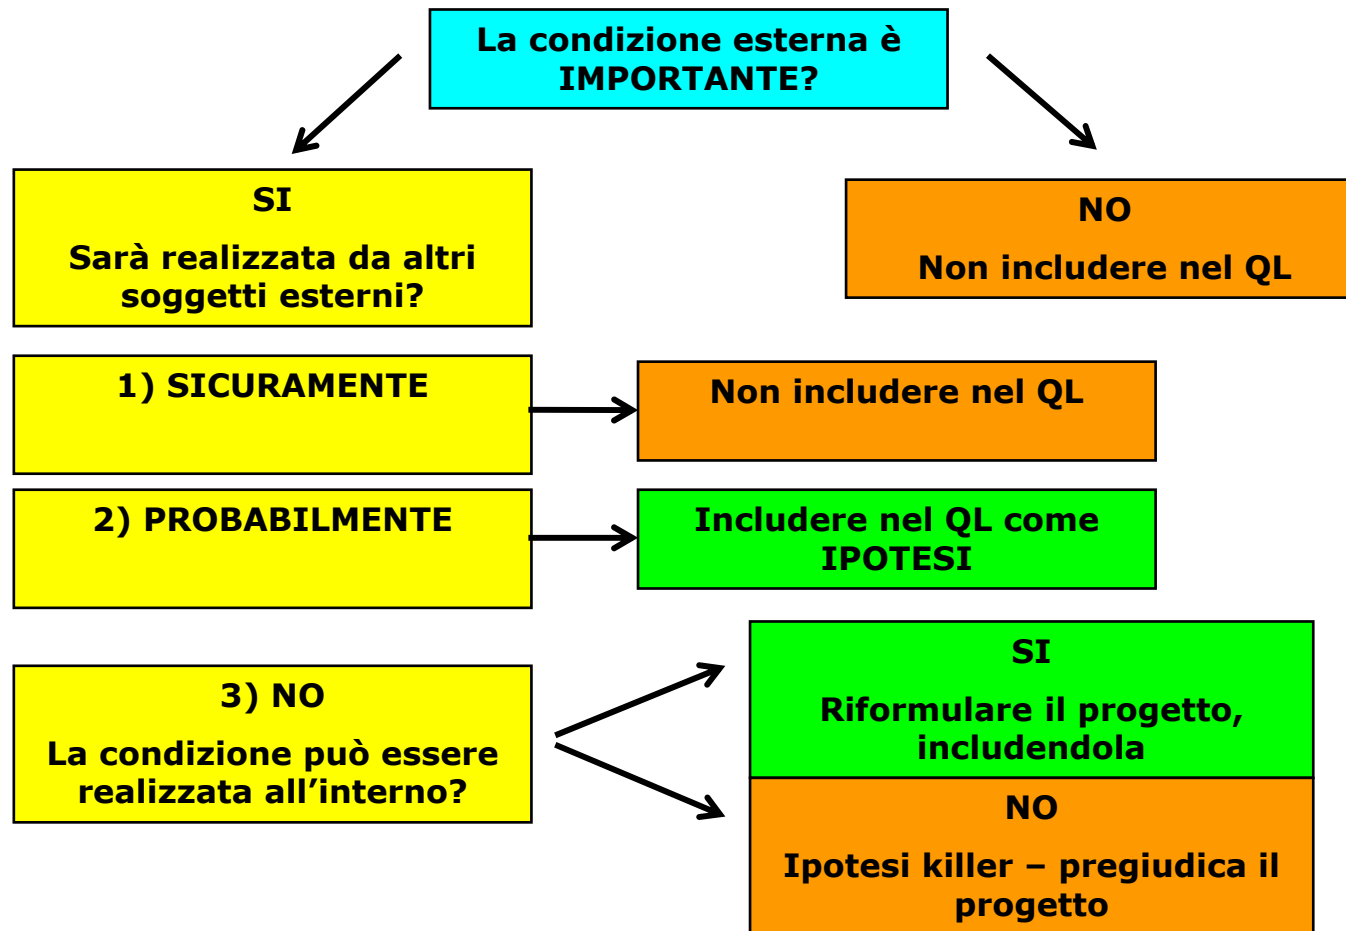 La condizione esterna è
IMPORTANTE?
SI
Sarà realizzata da altri
soggetti esterni?
NO
Non includere nel QL
1) SICURAMENTE
Non includere nel QL
2) PROBABILMENTE
Includere nel QL come
IPOTESI
3) NO
La condizione può essere
realizzata all’interno?
SI
Riformulare il progetto,
includendola
NO
Ipotesi killer – pregiudica il
progetto